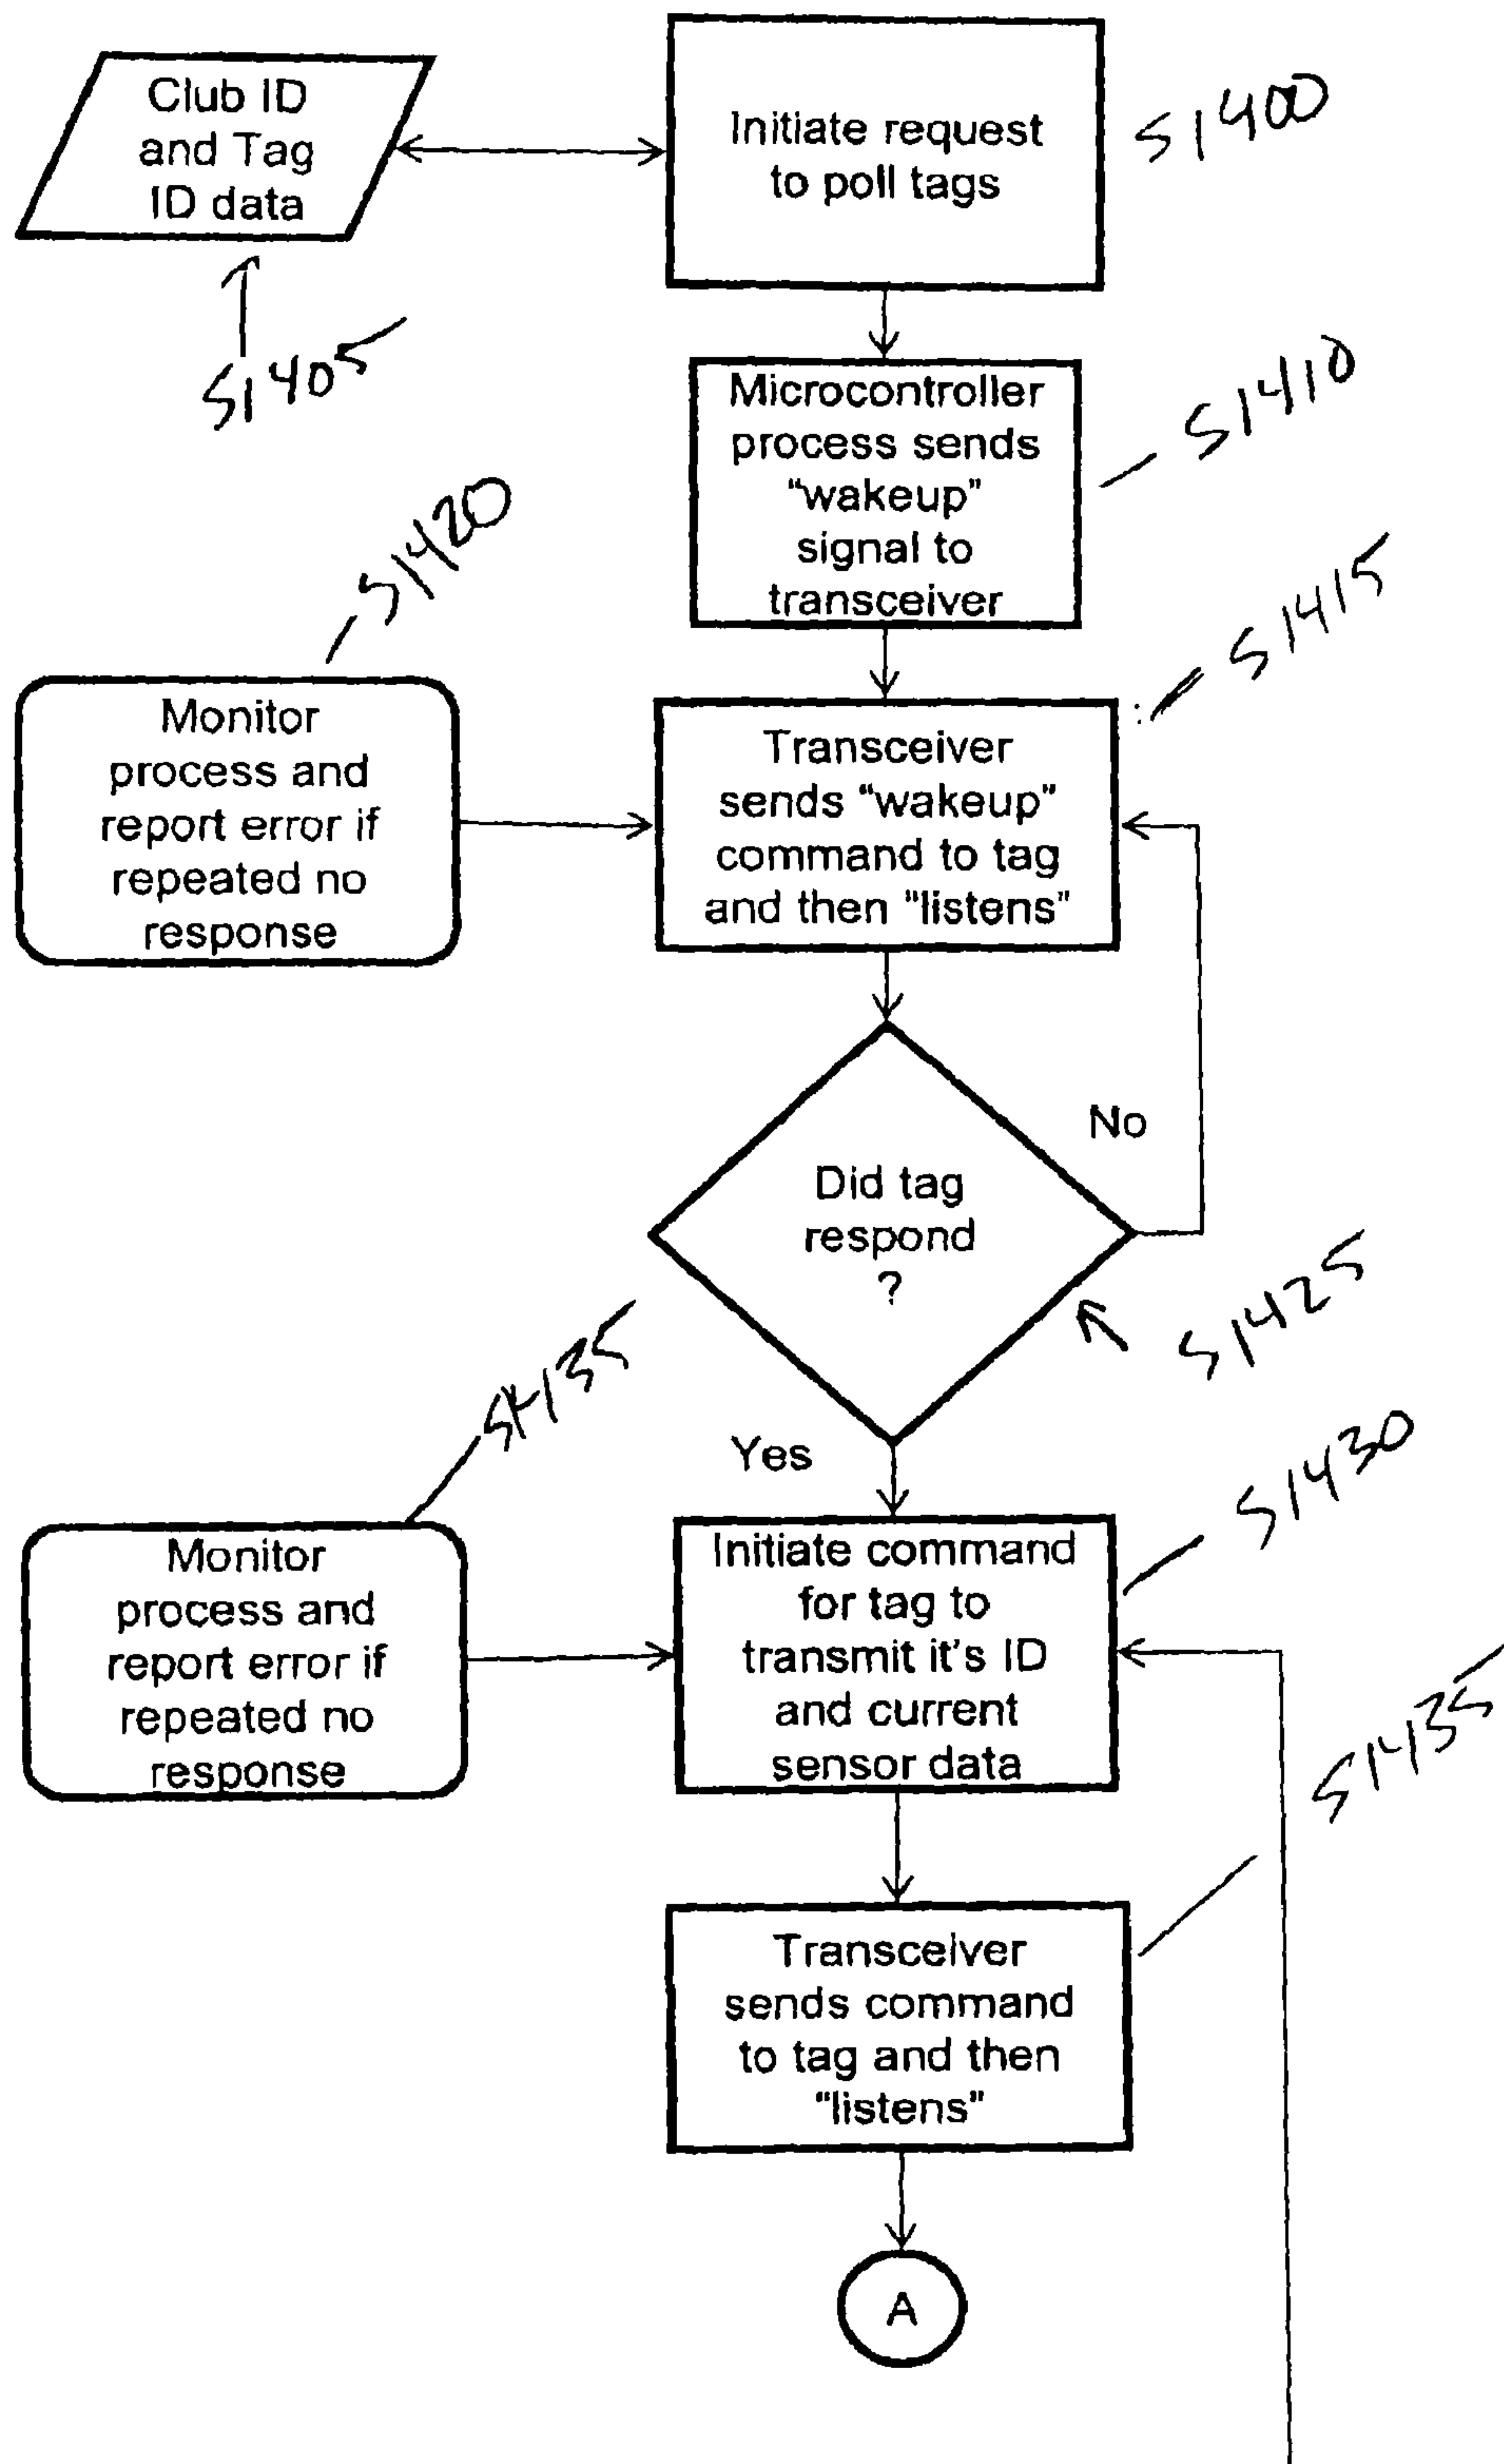 Club ID
and Tag
ID data
Initiate request
to poll tags
S1400
S1405
Microcontroller
process sends
“wakeup”
signal to
transceiver
S1410
S1420
S1415
Monitor
process and
report error if
repeated no
response
Transceiver
sends “wakeup”
command to tag
and then "listens"
No
Did tag
respond
?
S1425
S1435
Yes
S1430
Monitor
process and
report error if
repeated no
response
Initiate command
for tag to
transmit it's ID
and current
sensor data
S1435
Transceiver
sends command
to tag and then
“listens”
A